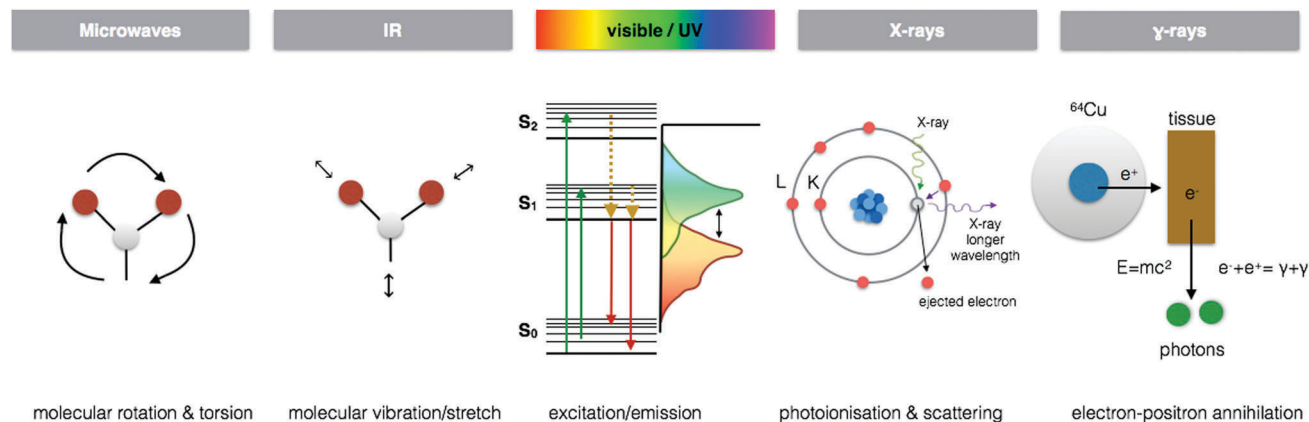 Microwaves
IR
visible / UV
X-rays
ɣ-rays
S2
S1
S0
X-ray
L
K
X-ray
longer
wavelength
ejected electron
⁶⁴Cu
tissue
e⁺
e⁻
E=mc²
e⁻+e⁺= γ+γ
photons
molecular rotation & torsion
molecular vibration/stretch
excitation/emission
photoionisation & scattering
electron-positron annihilation